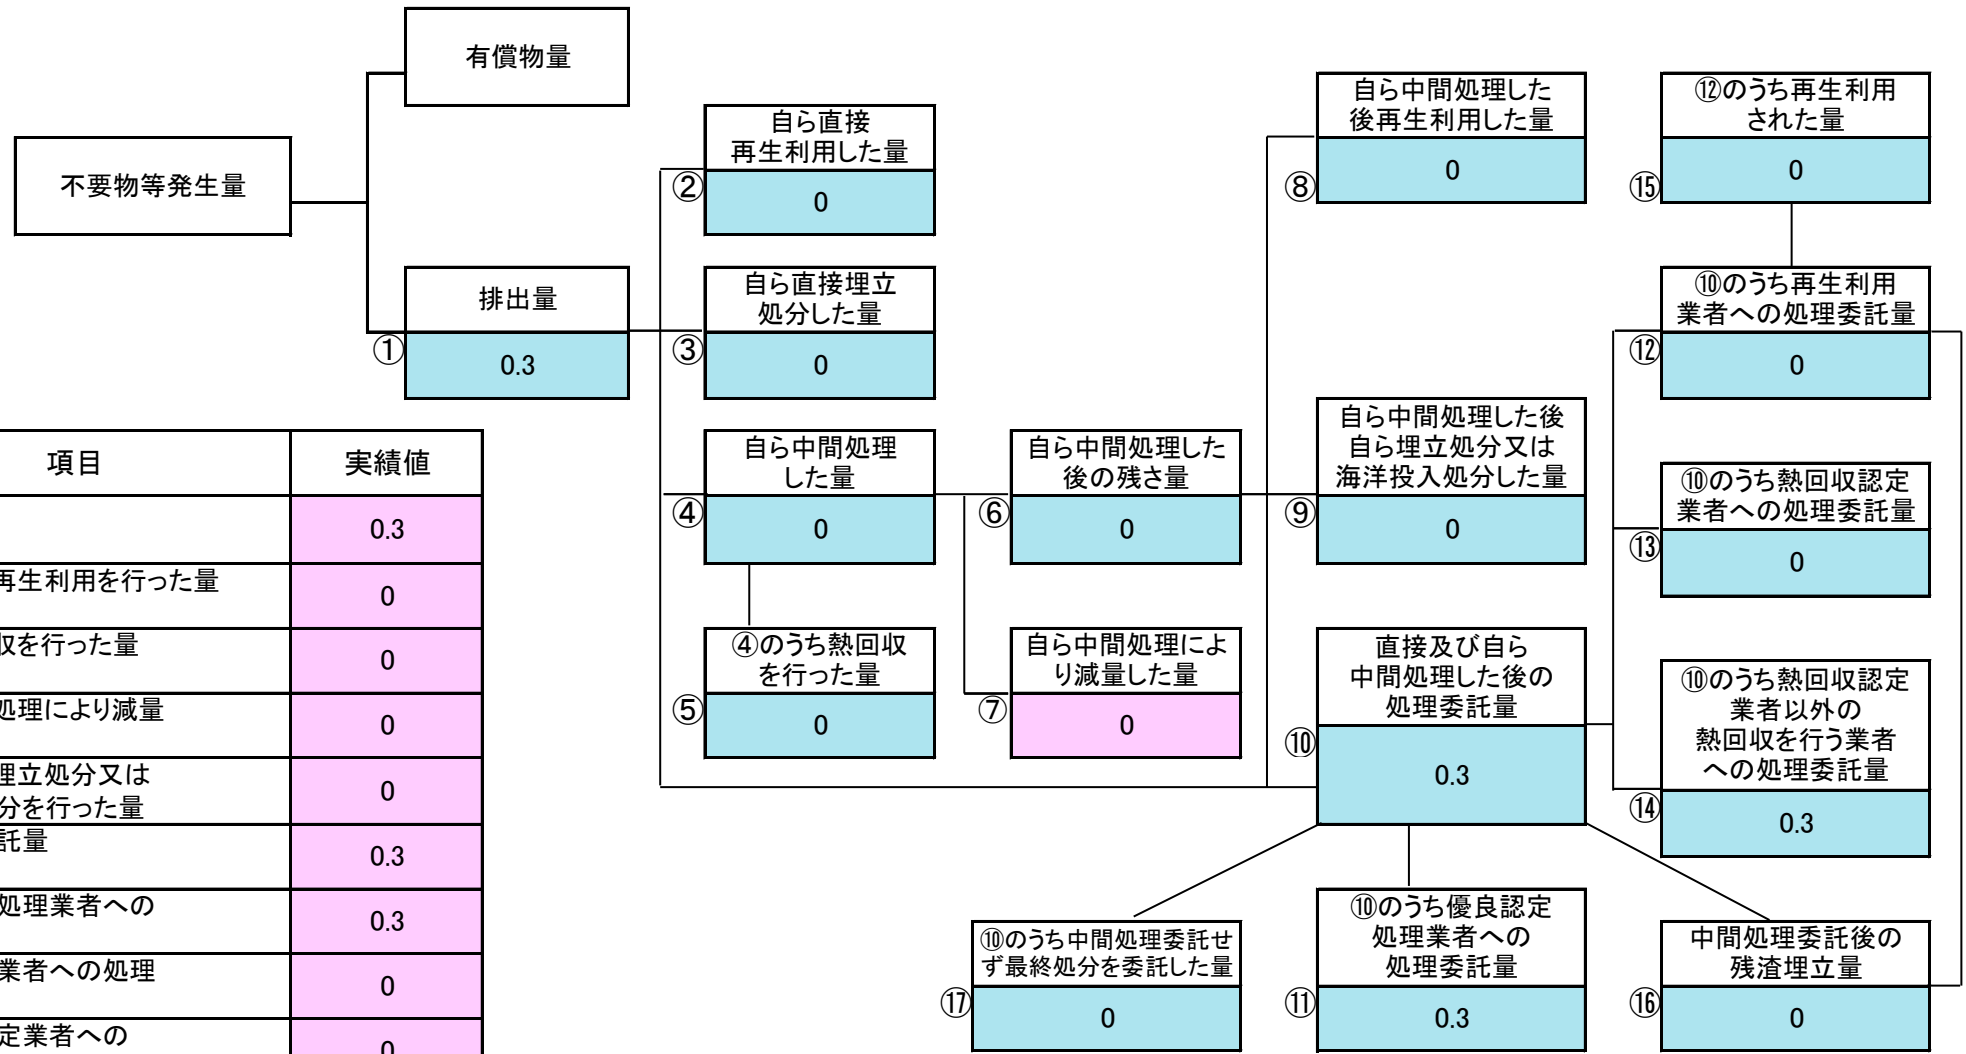 有償物量
不要物等発生量
排出量
①
0.3
自ら直接
再生利用した量
②
0
自ら直接埋立
処分した量
③
0
自ら中間処理
した量
④
0
④のうち熱回収
を行った量
⑤
0
自ら中間処理した
後の残さ量
⑥
0
自ら中間処理によ
り減量した量
⑦
0
自ら中間処理した
後再生利用した量
⑧
0
自ら中間処理した後
自ら埋立処分又は
海洋投入処分した量
⑨
0
直接及び自ら
中間処理した後の
処理委託量
⑩
0.3
⑫のうち再生利用
された量
⑮
0
⑩のうち再生利用
業者への処理委託量
⑫
0
⑩のうち熱回収認定
業者への処理委託量
⑬
0
⑩のうち熱回収認定
業者以外の
熱回収を行う業者
への処理委託量
⑭
0.3
⑩のうち中間処理委託せ
ず最終処分を委託した量
⑰
0
⑩のうち優良認定
処理業者への
処理委託量
⑪
0.3
中間処理委託後の
残渣埋立量
⑯
0
項目 実績値
0.3
再生利用を行った量
0
収を行った量
0
処理により減量
0
埋立処分又は
分を行った量
0
託量
0.3
処理業者への
0.3
業者への処理
0
定業者への
0